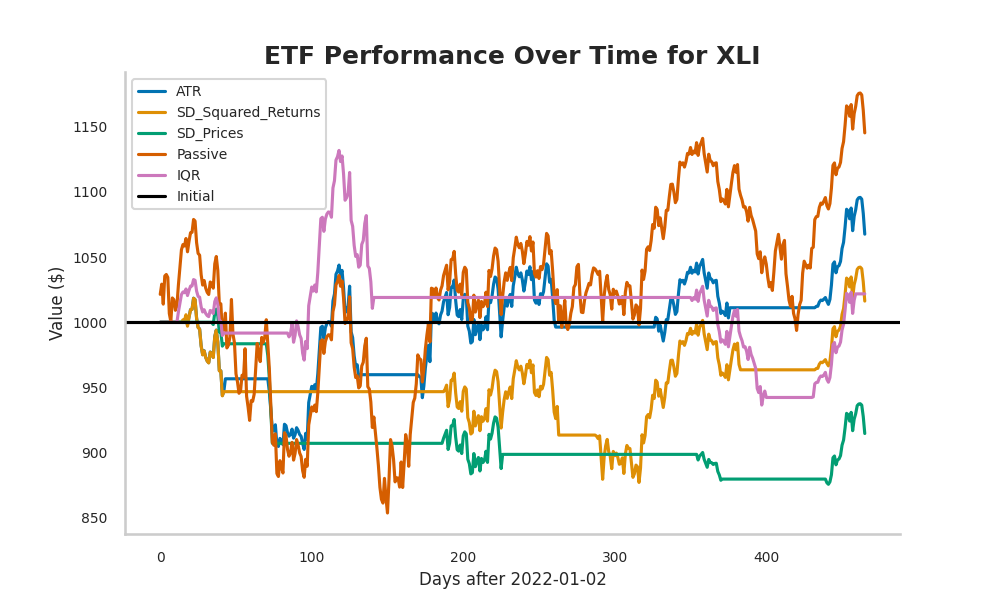 ETF Performance Over Time for XLI
ATR
SD_Squared_Returns
SD_Prices
Passive
IQR
Initial
Value ($)
1150
1100
1050
1000
950
900
850
0 100 200 300 400
Days after 2022-01-02